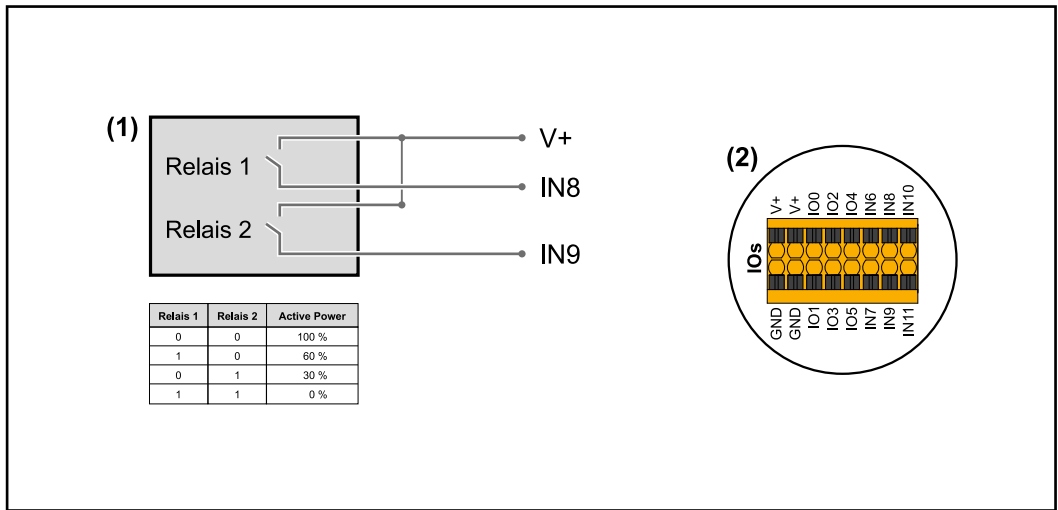 (1)
Relais 1
Relais 2
V+
IN8
IN9
Relais 1 Relais 2 Active Power
0 0 100 %
1 0 60 %
0 1 30 %
1 1 0 %
(2)
V+ V+ IO0 IO2 IO4 IN6 IN8 IN10
IOs
GND GND IO1 IO3 IO5 IN7 IN9 IN11